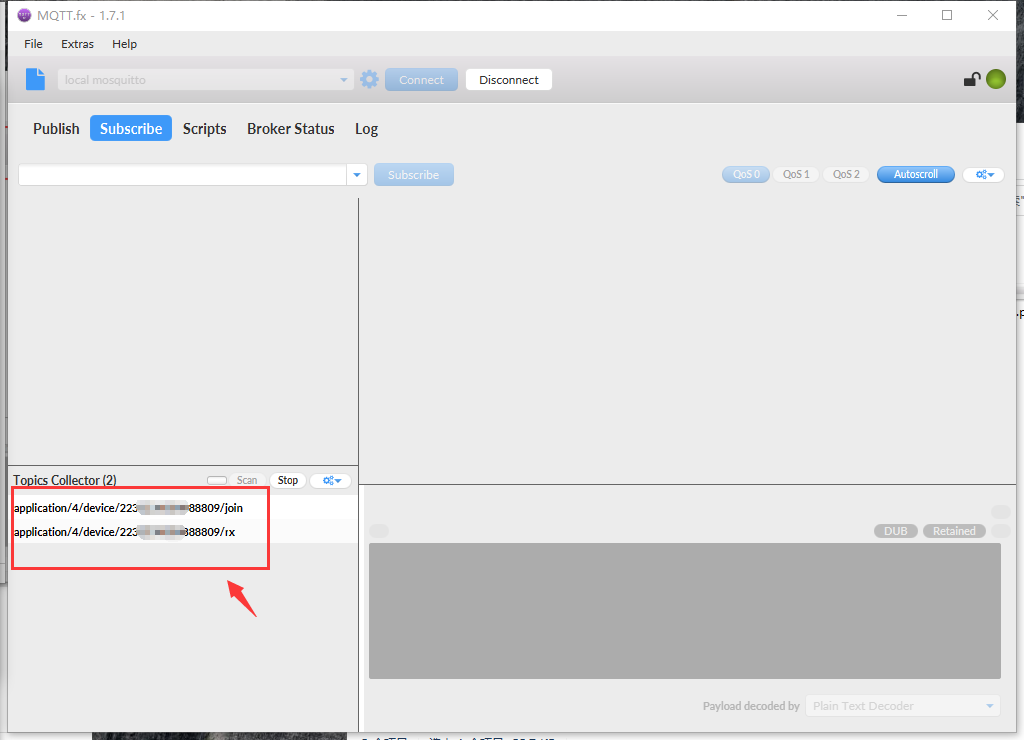 MQTT.fx - 1.7.1
File Extras Help
local mosquitto Connect Disconnect
Publish Subscribe Scripts Broker Status Log
Subscribe QoS 0 QoS 1 QoS 2 Autoscroll
Topics Collector (2) Scan Stop
application/4/device/223 88809/join
application/4/device/223 88809/rx
DUB Retained
Payload decoded by Plain Text Decoder